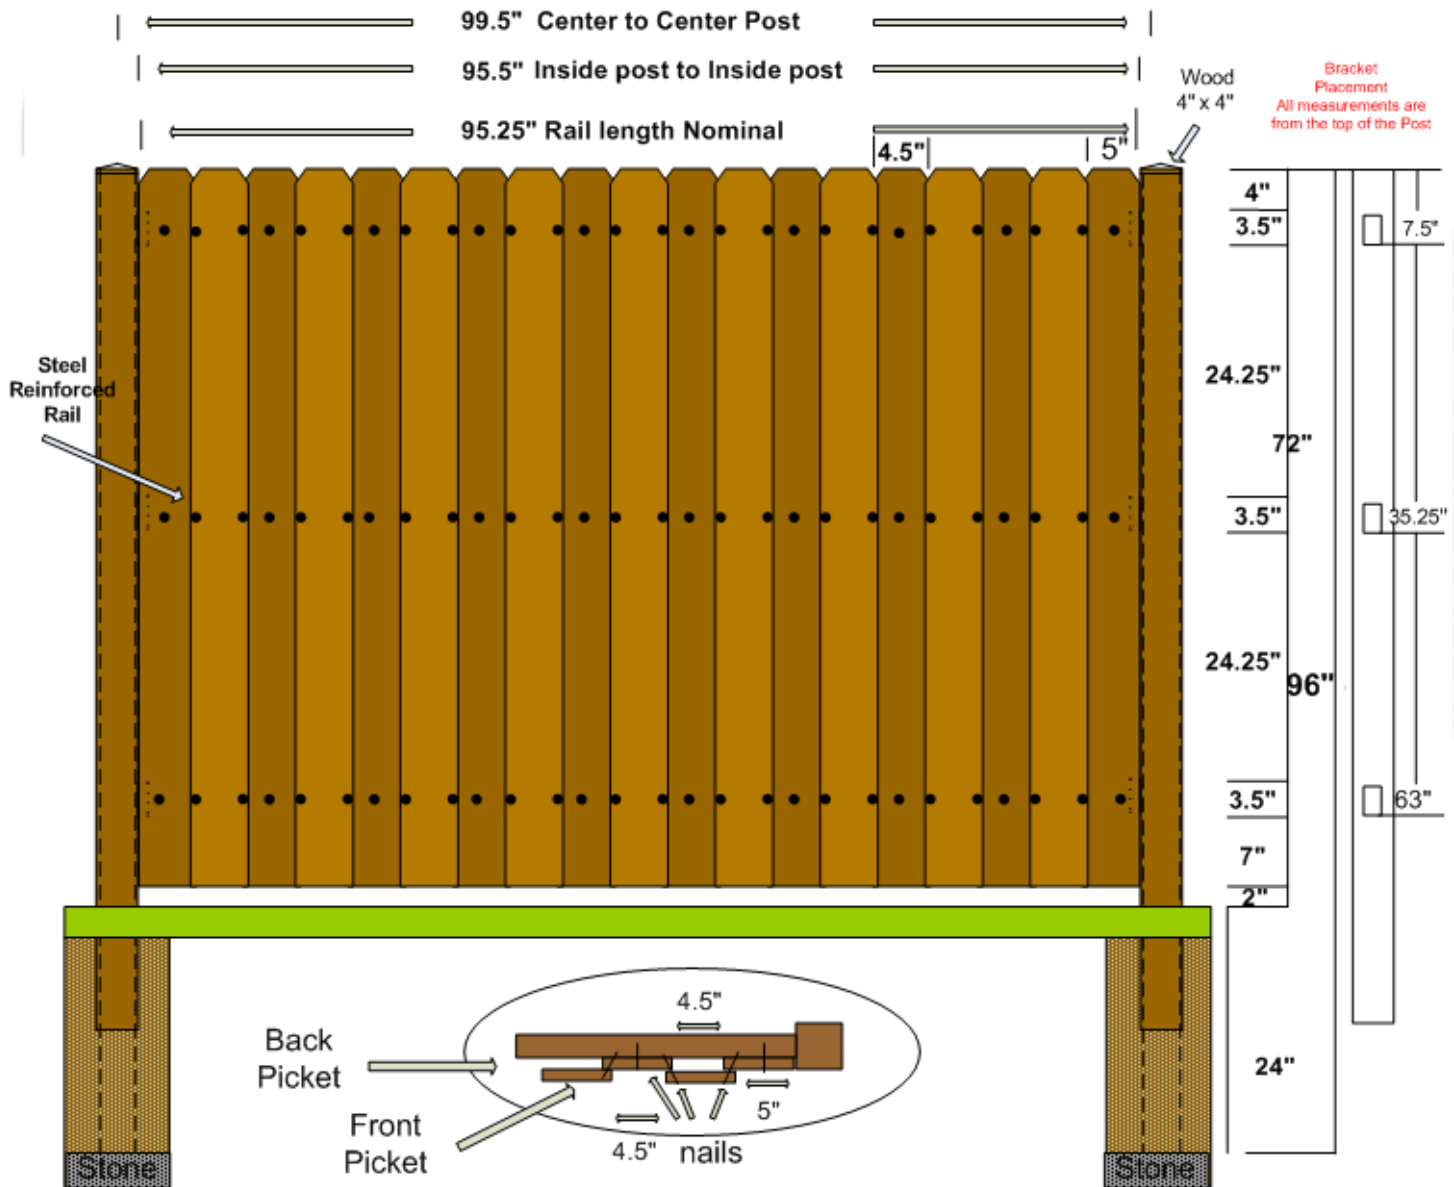 99.5" Center to Center Post
95.5" Inside post to Inside post
95.25" Rail length Nominal
4.5"
5"
Wood
4" x 4"
Bracket
Placement
All measurements are
from the top of the Post
4"
3.5"
7.5"
Steel
Reinforced
Rail
24.25"
72"
3.5"
35.25"
24.25"
96"
3.5"
63"
7"
2"
24"
4.5"
Back
Picket
Front
Picket
4.5"
nails
5"
Stone
Stone